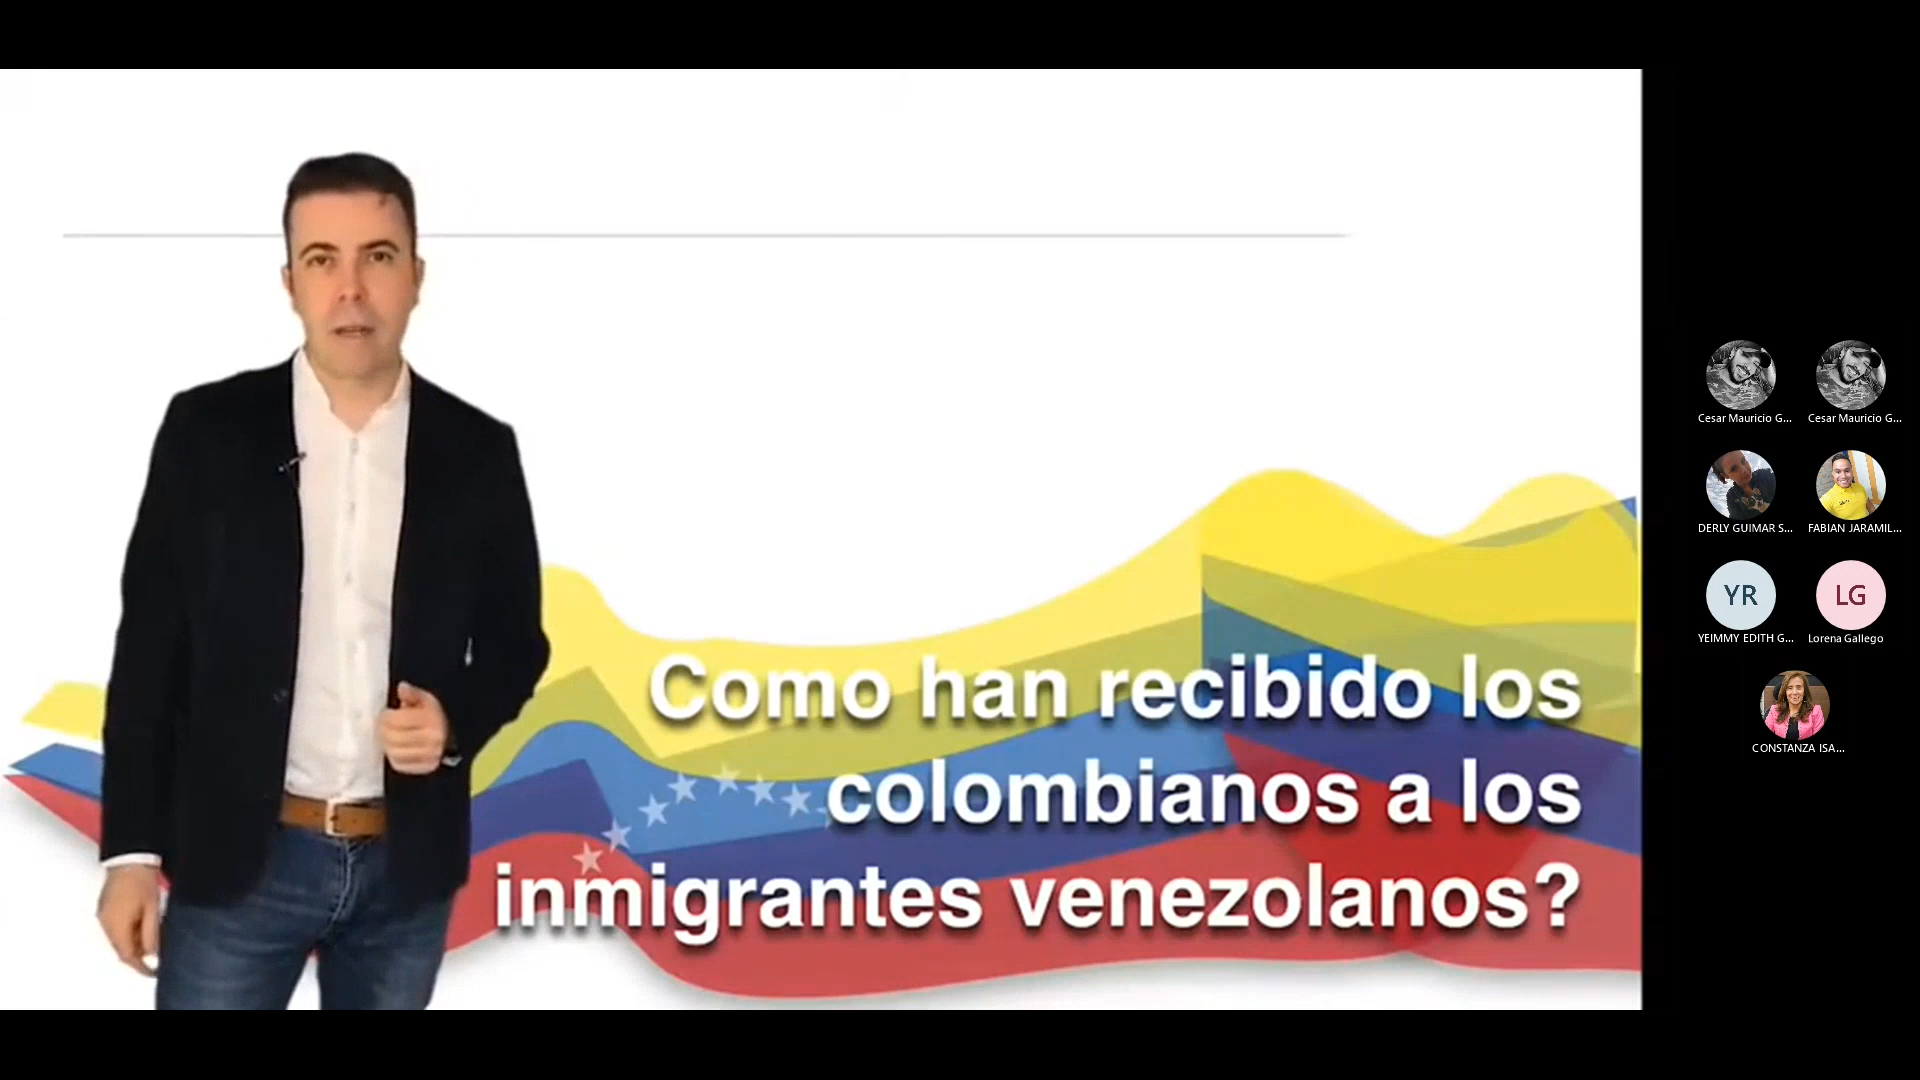 Como han recibido los
colombianos a los
inmigrantes venezolanos?
Cesar Mauricio G...
Cesar Mauricio G...
DERLY GUIMAR S...
FABIAN JARAMIL...
YR
LG
YEIMMY EDITH G...
Lorena Gallego
CONSTANZA ISA...